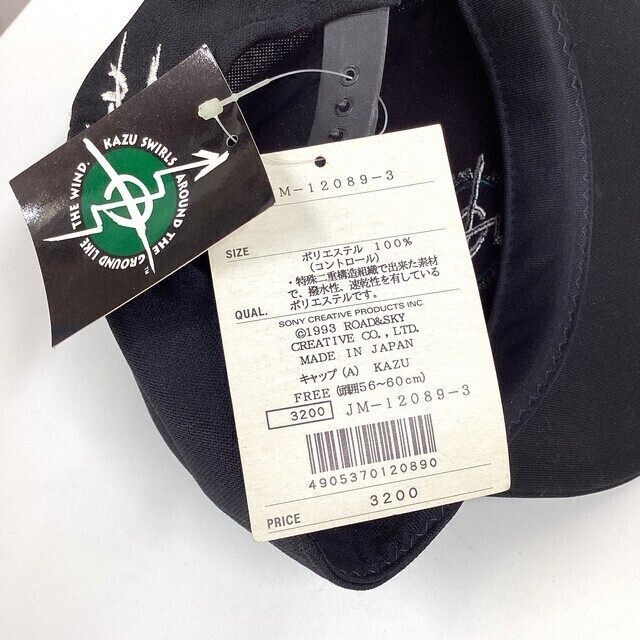 KAZU SWIRLS AROUND THE GROUND LIKE THE WIND. ™
JM-12089-3
SIZE
ポリエステル 100%
(コントロール)
・特殊二重構造組織で出来た素材
で、撥水性、速乾性を有している
ポリエステルです。
QUAL.
SONY CREATIVE PRODUCTS INC.
©1993 ROAD&SKY
CREATIVE CO., LTD.
MADE IN JAPAN
キャップ(A) KAZU
FREE (頭囲56~60cm)
3200 JM-12089-3
4905370120890
3200
PRICE